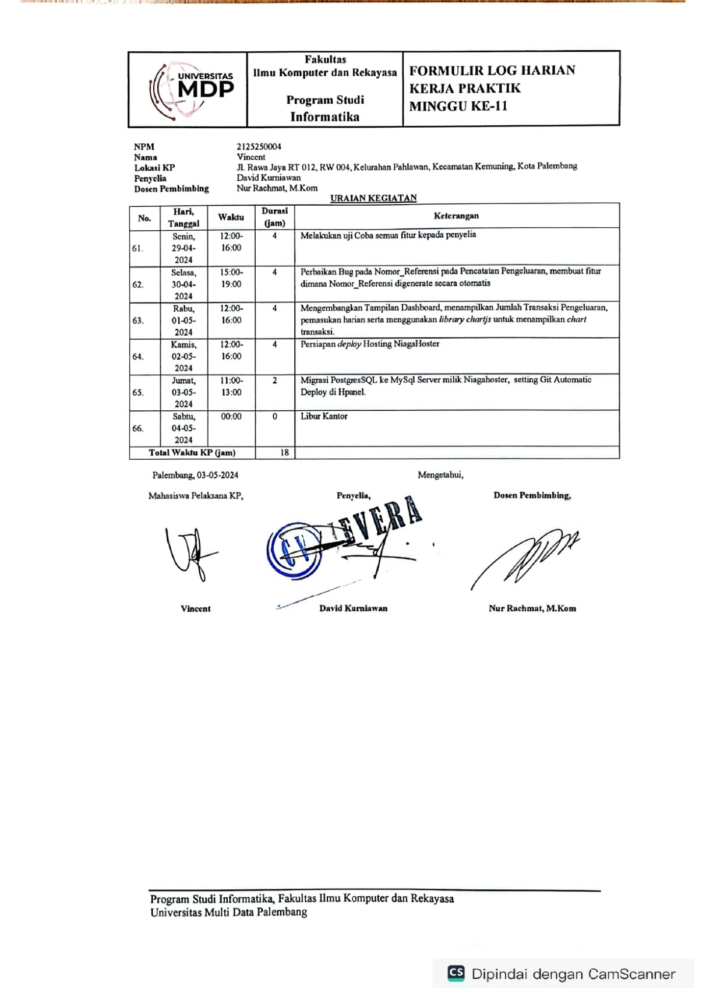 UNIVERSITAS
MDP
Fakultas
Ilmu Komputer dan Rekayasa
Program Studi
Informatika
FORMULIR LOG HARIAN
KERJA PRAKTIK
MINGGU KE-11
NPM 2125250004
Nama Vincent
Lokasi KP Jl. Rawa Jaya RT 012, RW 004, Kelurahan Pahlawan, Kecamatan Kemuning, Kota Palembang
Penyelia David Kurniawan
Dosen Pembimbing Nur Rachmat, M.Kom
URAIAN KEGIATAN
No. Hari, Tanggal Waktu Durasi (jam) Keterangan
61. Senin, 29-04-2024 12:00-16:00 4 Melakukan uji Coba semua fitur kepada penyelia
62. Selasa, 30-04-2024 15:00-19:00 4 Perbaikan Bug pada Nomor_Referensi pada Pencatatan Pengeluaran, membuat fitur
dimana Nomor_Referensi digenerate secara otomatis
63. Rabu, 01-05-2024 12:00-16:00 4 Mengembangkan Tampilan Dashboard, menampilkan Jumlah Transaksi Pengeluaran,
pemasukan harian serta menggunakan library chartjs untuk menampilkan chart
transaksi.
64. Kamis, 02-05-2024 12:00-16:00 4 Persiapan deploy Hosting NiagaHoster
65. Jumat, 03-05-2024 11:00-13:00 2 Migrasi PostgresSQL ke MySql Server milik Niagahoster, setting Git Automatic
Deploy di Hpanel.
66. Sabtu, 04-05-2024 00:00 0 Libur Kantor
Total Waktu KP (jam) 18
Palembang, 03-05-2024 Mengetahui,
Mahasiswa Pelaksana KP, Penyelia, Dosen Pembimbing,
CV EVERA
Vincent David Kurniawan Nur Rachmat, M.Kom
Program Studi Informatika, Fakultas Ilmu Komputer dan Rekayasa
Universitas Multi Data Palembang
CS Dipindai dengan CamScanner